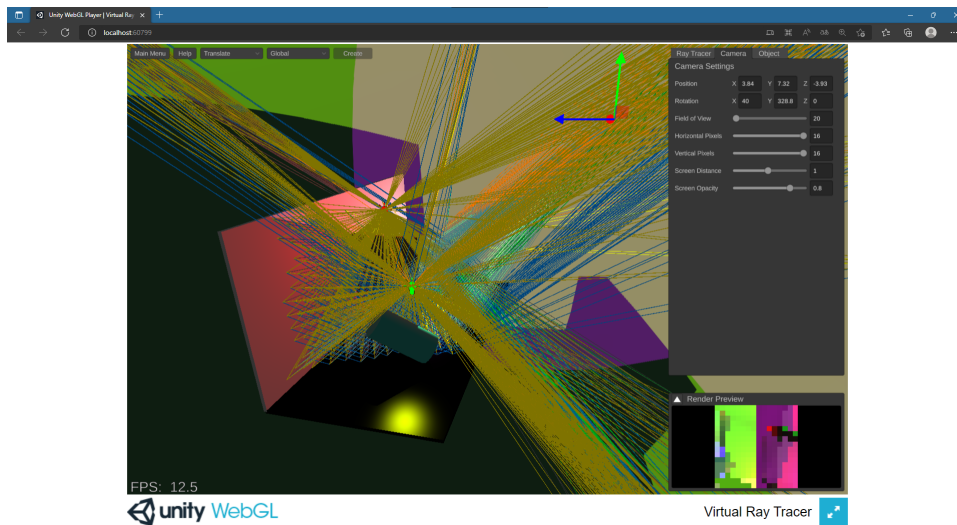 Unity WebGL Player | Virtual Ray
localhost:60799
Main Menu Help Translate Global Create
Ray Tracer Camera Object
Camera Settings
Position X 3.84 Y 7.32 Z -3.93
Rotation X 40 Y 328.8 Z 0
Field of View 20
Horizontal Pixels 16
Vertical Pixels 16
Screen Distance 1
Screen Opacity 0.8
Render Preview
FPS: 12.5
unity WebGL
Virtual Ray Tracer